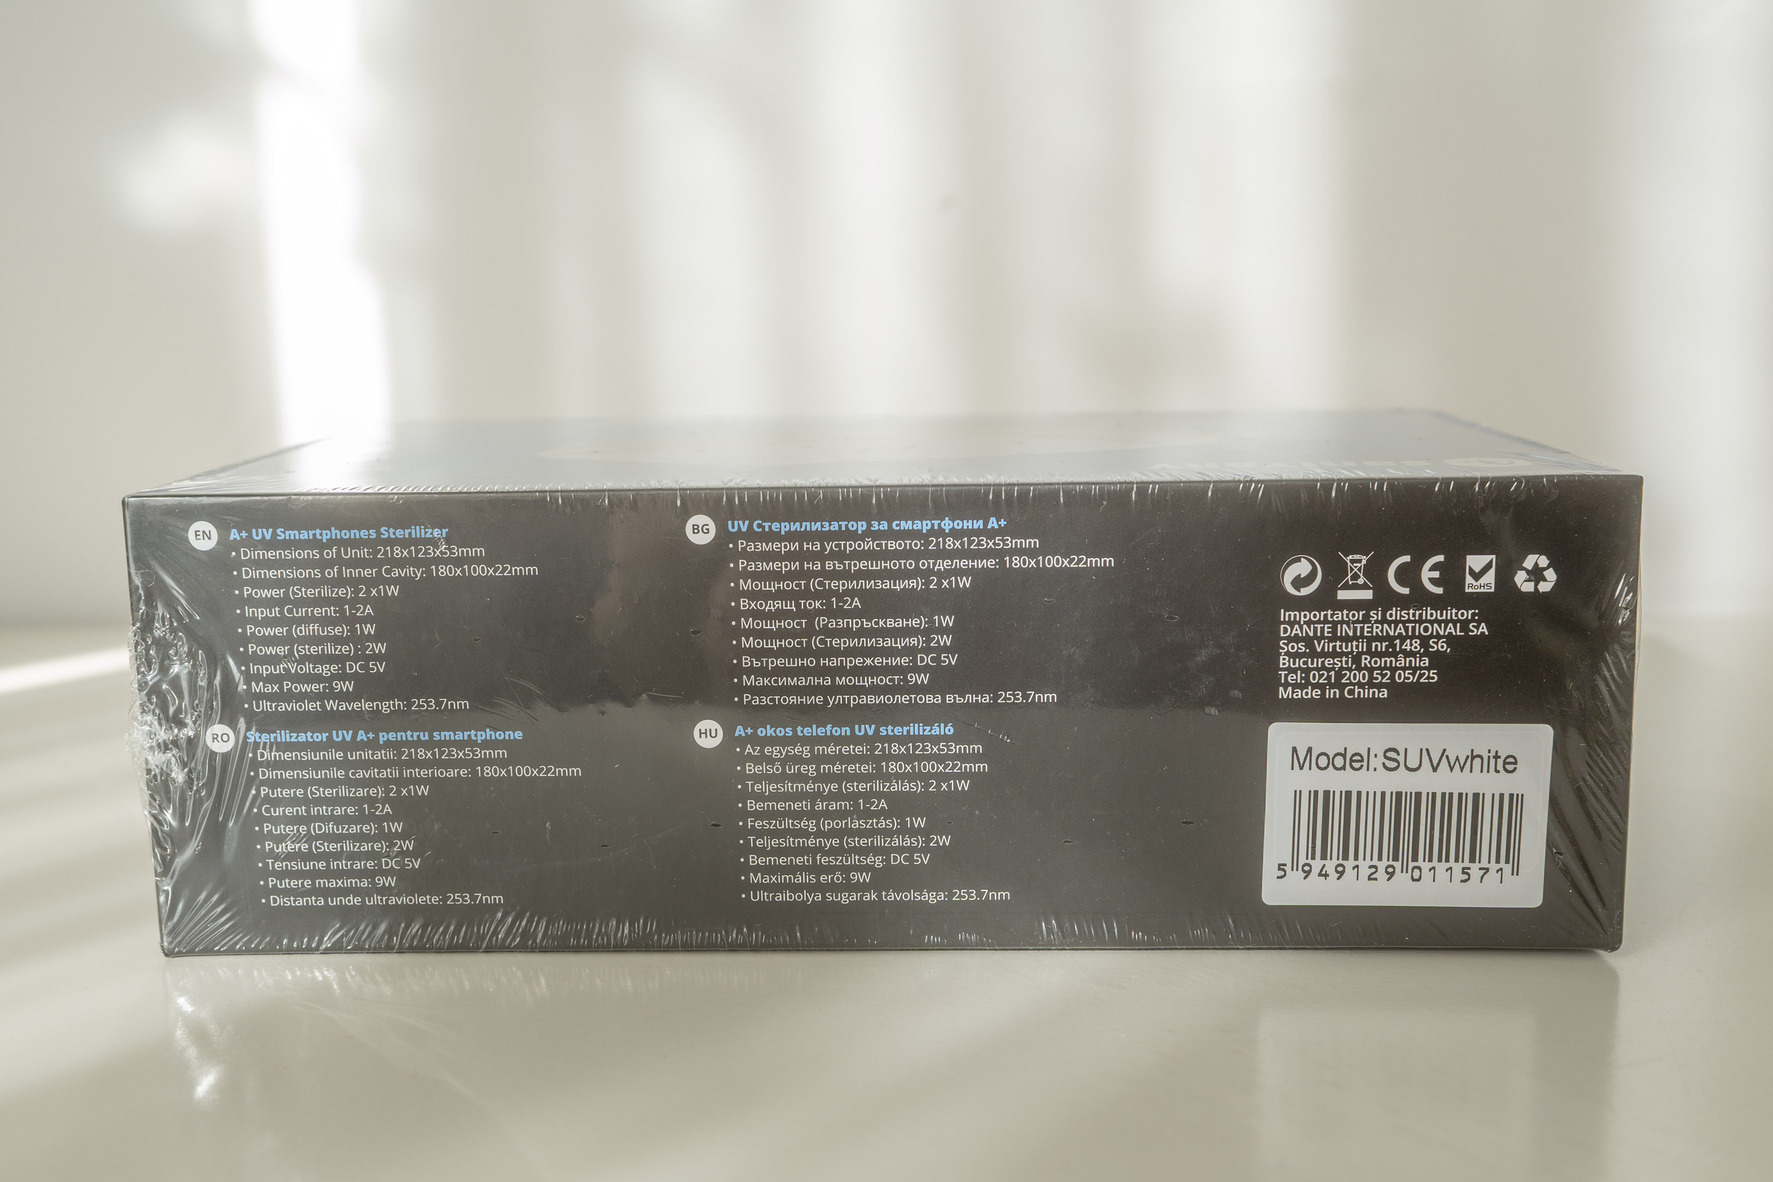 EN
A+ UV Smartphones Sterilizer
• Dimensions of Unit: 218x123x53mm
• Dimensions of Inner Cavity: 180x100x22mm
• Power (Sterilize): 2 x1W
• Input Current: 1-2A
• Power (diffuse): 1W
• Power (sterilize) : 2W
• Input Voltage: DC 5V
• Max Power: 9W
• Ultraviolet Wavelength: 253.7nm
RO
Sterilizator UV A+ pentru smartphone
• Dimensiunile unitatii: 218x123x53mm
• Dimensiunile cavitatii interioare: 180x100x22mm
• Putere (Sterilizare): 2 x1W
• Curent intrare: 1-2A
• Putere (Difuzare): 1W
• Putere (Sterilizare): 2W
• Tensiune intrare: DC 5V
• Putere maxima: 9W
• Distanta unde ultraviolete: 253.7nm
BG
UV Стерилизатор за смартфони A+
• Размери на устройството: 218x123x53mm
• Размери на вътрешното отделение: 180x100x22mm
• Мощност (Стерилизация): 2 x1W
• Входящ ток: 1-2A
• Мощност (Разпръскване): 1W
• Мощност (Стерилизация): 2W
• Вътрешно напрежение: DC 5V
• Максимална мощност: 9W
• Разстояние ултравиолетова вълна: 253.7nm
HU
A+ okos telefon UV sterilizáló
• Az egység méretei: 218x123x53mm
• Belső üreg méretei: 180x100x22mm
• Teljesítménye (sterilizálás): 2 x1W
• Bemeneti áram: 1-2A
• Feszültség (porlasztás): 1W
• Teljesítménye (sterilizálás): 2W
• Bemeneti feszültség: DC 5V
• Maximális erő: 9W
• Ultraibolya sugarak távolsága: 253.7nm
CE
RoHS
Importator și distribuitor:
DANTE INTERNATIONAL SA
Șos. Virtuții nr.148, S6,
București, România
Tel: 021 200 52 05/25
Made in China
Model:SUVwhite
5 949129 011571